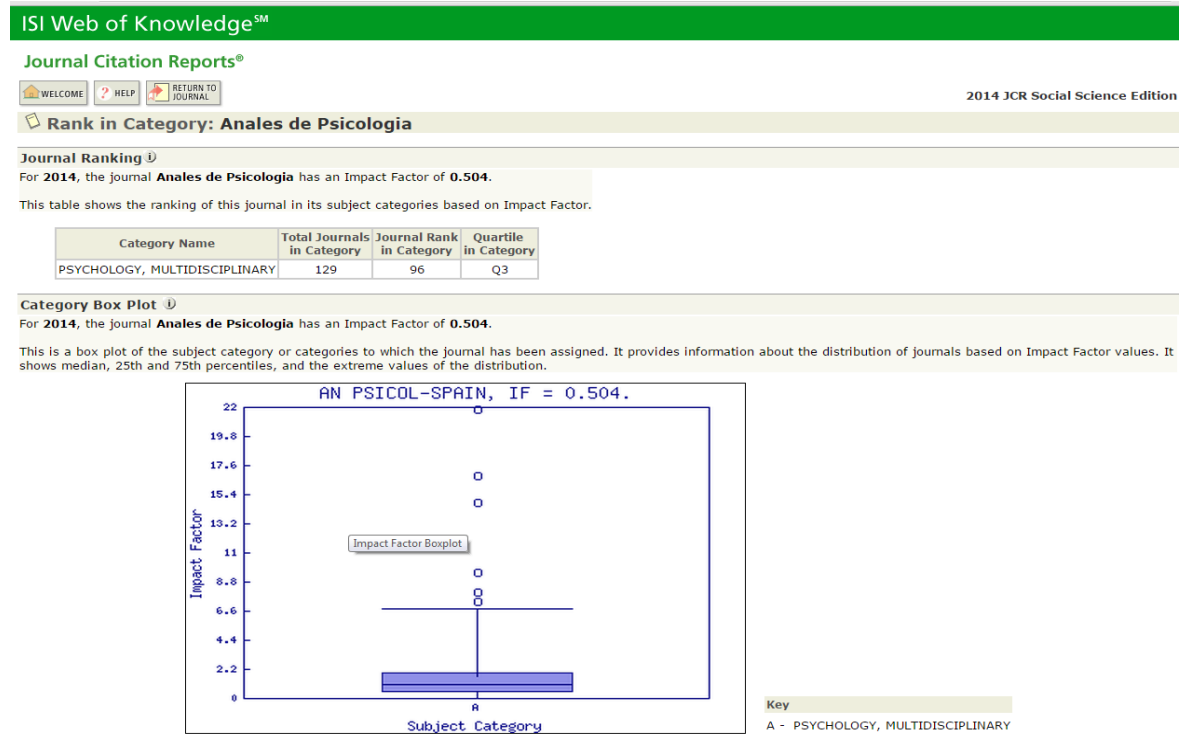 ISI Web of Knowledge℠
Journal Citation Reports®
WELCOME ? HELP RETURN TO JOURNAL
2014 JCR Social Science Edition
Rank in Category: Anales de Psicologia
Journal Ranking
For 2014, the journal Anales de Psicologia has an Impact Factor of 0.504.
This table shows the ranking of this journal in its subject categories based on Impact Factor.
Category Name Total Journals in Category Journal Rank in Category Quartile in Category
PSYCHOLOGY, MULTIDISCIPLINARY 129 96 Q3
Category Box Plot
For 2014, the journal Anales de Psicologia has an Impact Factor of 0.504.
This is a box plot of the subject category or categories to which the journal has been assigned. It provides information about the distribution of journals based on Impact Factor values. It
shows median, 25th and 75th percentiles, and the extreme values of the distribution.
AN PSICOL-SPAIN, IF = 0.504.
22
19.8
17.6
15.4
13.2
11
8.8
6.6
4.4
2.2
0
Impact Factor
Impact Factor Boxplot
A
Subject Category
Key
A - PSYCHOLOGY, MULTIDISCIPLINARY